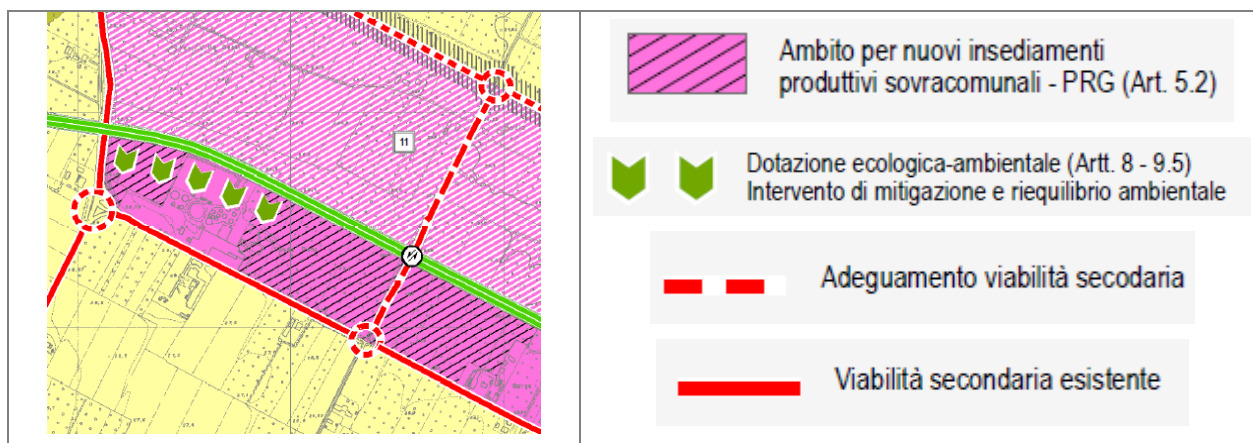 11
Ambito per nuovi insediamenti
produttivi sovracomunali - PRG (Art. 5.2)
Dotazione ecologica-ambientale (Artt. 8 - 9.5)
Intervento di mitigazione e riequilibrio ambientale
Adeguamento viabilità secodaria
Viabilità secondaria esistente